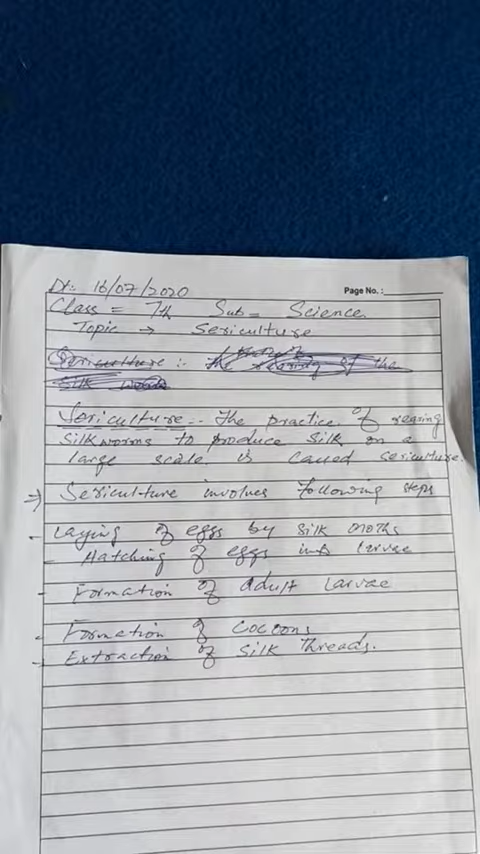 Dt:- 16/07/2020
Page No.:
Class = 7th Sub = Science
Topic → Sericulture
Sericulture :- The rearing of the
silk
Sericulture :- The practice of rearing
silkworms to produce silk on a
large scale is called sericulture.
⇒ Sericulture involves following steps
- Laying of eggs by silk moths
- Hatching of eggs into larvae
- Formation of adult larvae
- Formation of cocoons
- Extraction of silk threads.